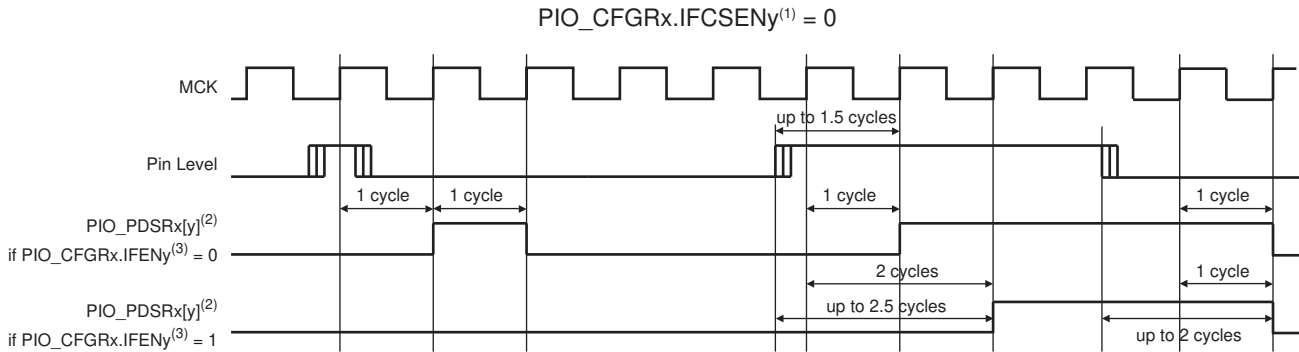 PIO_CFGRx.IFCSENy(1) = 0
MCK
up to 1.5 cycles
Pin Level
1 cycle 1 cycle 1 cycle 1 cycle
PIO_PDSRx[y](2)
if PIO_CFGRx.IFENy(3) = 0
2 cycles 1 cycle
PIO_PDSRx[y](2)
up to 2.5 cycles up to 2 cycles
if PIO_CFGRx.IFENy(3) = 1